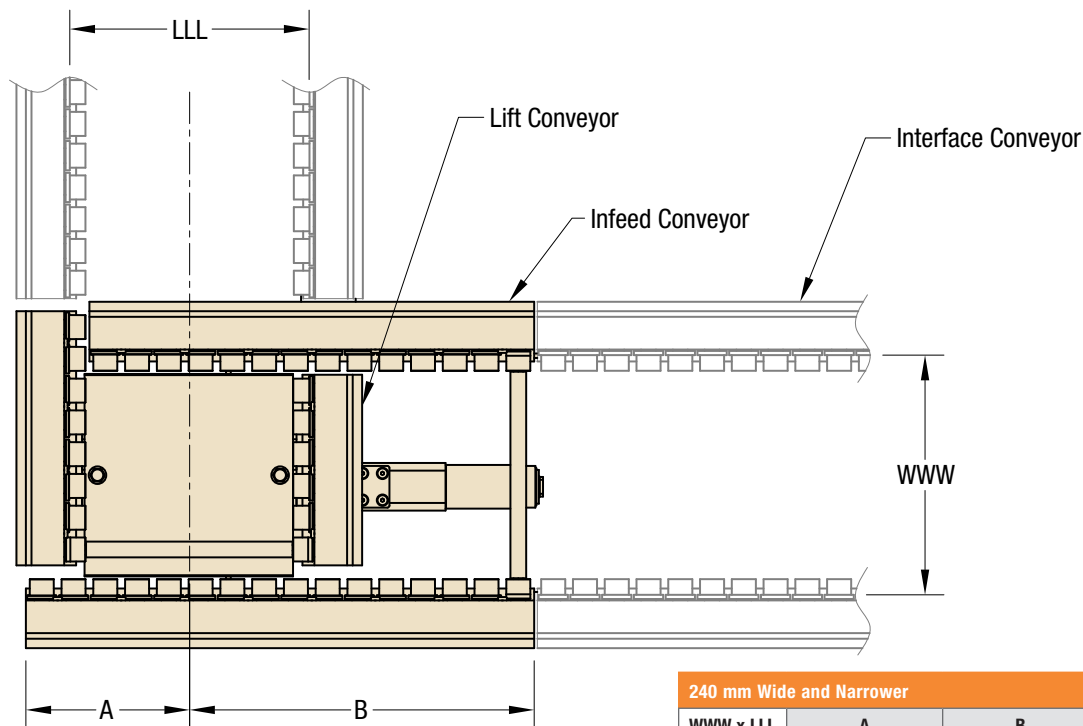 LLL
Lift Conveyor
Interface Conveyor
Infeed Conveyor
WWW
A
B
240 mm Wide and Narrower
WWW x LLL A B